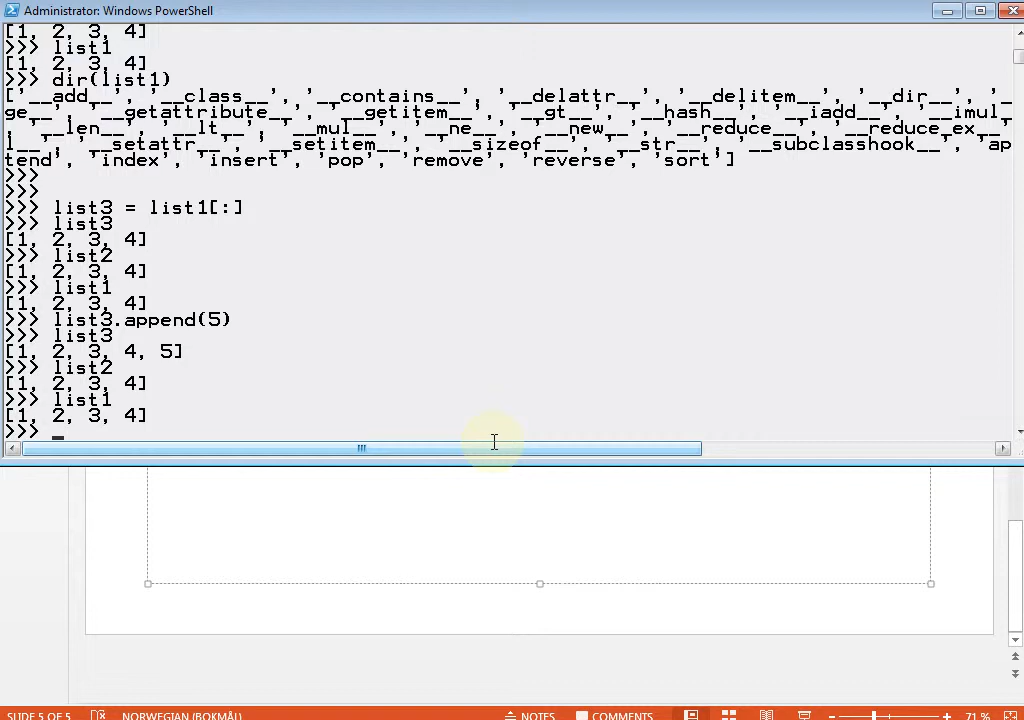 Administrator: Windows PowerShell
[1, 2, 3, 4]
>>> list1
[1, 2, 3, 4]
>>> dir(list1)
['__add__', '__class__', '__contains__', '__delattr__', '__delitem__', '__dir__', '_
ge__', '__getattribute__', '__getitem__', '__gt__', '__hash__', '__iadd__', '__imul_
, '__len__', '__lt__', '__mul__', '__ne__', '__new__', '__reduce__', '__reduce_ex__'
l__', '__setattr__', '__setitem__', '__sizeof__', '__str__', '__subclasshook__', 'ap
tend', 'index', 'insert', 'pop', 'remove', 'reverse', 'sort']
>>>
>>>
>>> list3 = list1[:]
>>> list3
[1, 2, 3, 4]
>>> list2
[1, 2, 3, 4]
>>> list1
[1, 2, 3, 4]
>>> list3.append(5)
>>> list3
[1, 2, 3, 4, 5]
>>> list2
[1, 2, 3, 4]
>>> list1
[1, 2, 3, 4]
>>>
SLIDE 5 OF 5 NORWEGIAN (BOKMÅL) NOTES COMMENTS 71 %